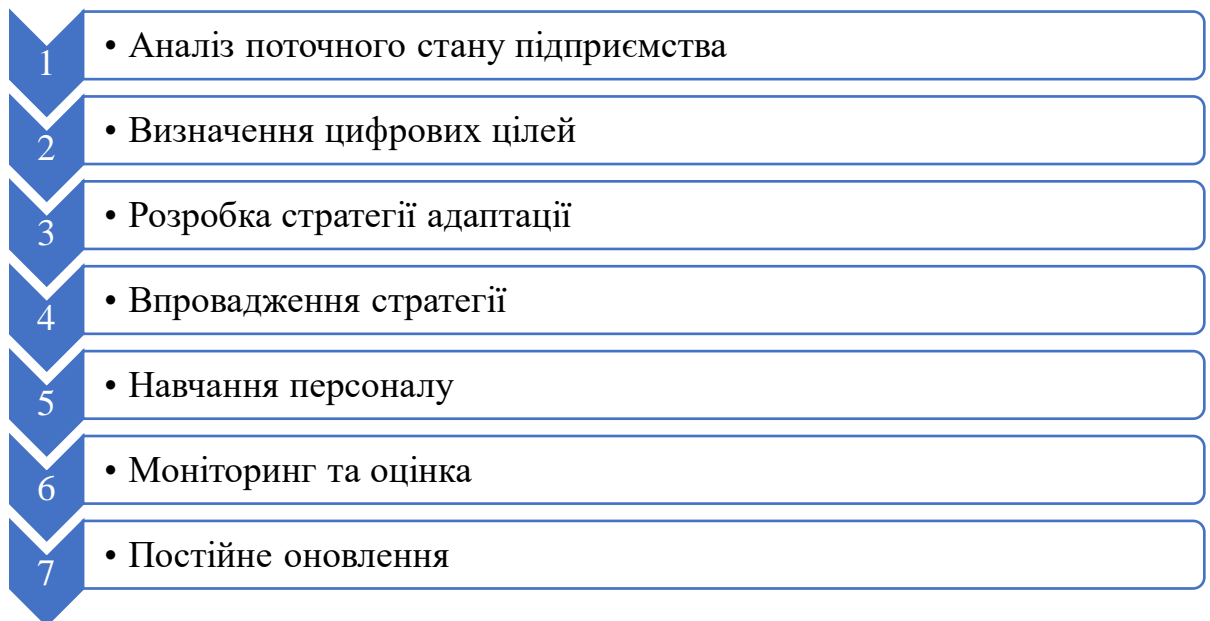 1
• Аналіз поточного стану підприємства
2
• Визначення цифрових цілей
3
• Розробка стратегії адаптації
4
• Впровадження стратегії
5
• Навчання персоналу
6
• Моніторинг та оцінка
7
• Постійне оновлення